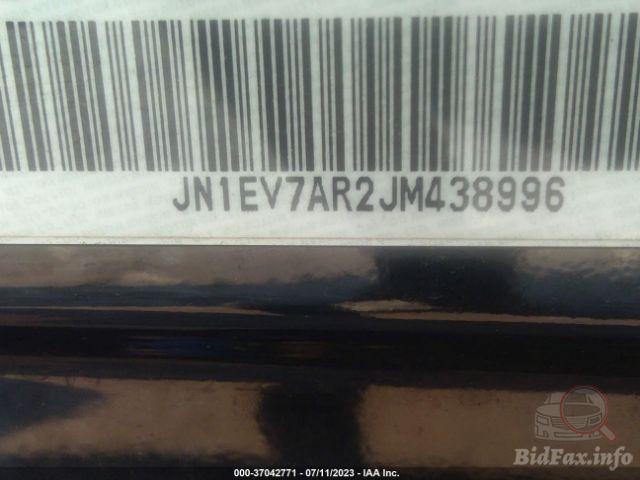 JN1EV7AR2JM438996
BidFax.info
000-37042771 - 07/11/2023 - IAA Inc.